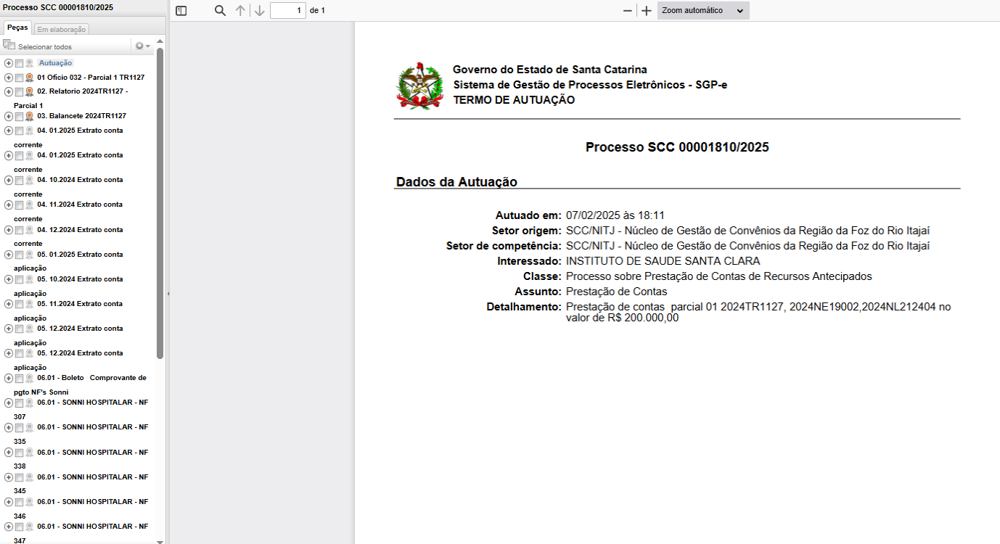 Processo SCC 00001810/2025
Peças
Em elaboração
Selecionar todos
Autuação
01 Oficio 032 - Parcial 1 TR1127
02. Relatorio 2024TR1127 -
Parcial 1
03. Balancete 2024TR1127
04. 01.2025 Extrato conta
corrente
04. 01.2025 Extrato conta
corrente
04. 10.2024 Extrato conta
corrente
04. 11.2024 Extrato conta
corrente
04. 12.2024 Extrato conta
corrente
05. 01.2025 Extrato conta
aplicação
05. 10.2024 Extrato conta
aplicação
05. 11.2024 Extrato conta
aplicação
05. 12.2024 Extrato conta
aplicação
05. 12.2024 Extrato conta
aplicação
06.01 - Boleto   Comprovante de
pgto NF's Sonni
06.01 - SONNI HOSPITALAR - NF
307
06.01 - SONNI HOSPITALAR - NF
335
06.01 - SONNI HOSPITALAR - NF
338
06.01 - SONNI HOSPITALAR - NF
345
06.01 - SONNI HOSPITALAR - NF
346
06.01 - SONNI HOSPITALAR - NF
347
1 de 1
Zoom automático
Governo do Estado de Santa Catarina
Sistema de Gestão de Processos Eletrônicos - SGP-e
TERMO DE AUTUAÇÃO
Processo SCC 00001810/2025
Dados da Autuação
Autuado em: 07/02/2025 às 18:11
Setor origem: SCC/NITJ - Núcleo de Gestão de Convênios da Região da Foz do Rio Itajaí
Setor de competência: SCC/NITJ - Núcleo de Gestão de Convênios da Região da Foz do Rio Itajaí
Interessado: INSTITUTO DE SAUDE SANTA CLARA
Classe: Processo sobre Prestação de Contas de Recursos Antecipados
Assunto: Prestação de Contas
Detalhamento: Prestação de contas  parcial 01 2024TR1127, 2024NE19002,2024NL212404 no
valor de R$ 200.000,00